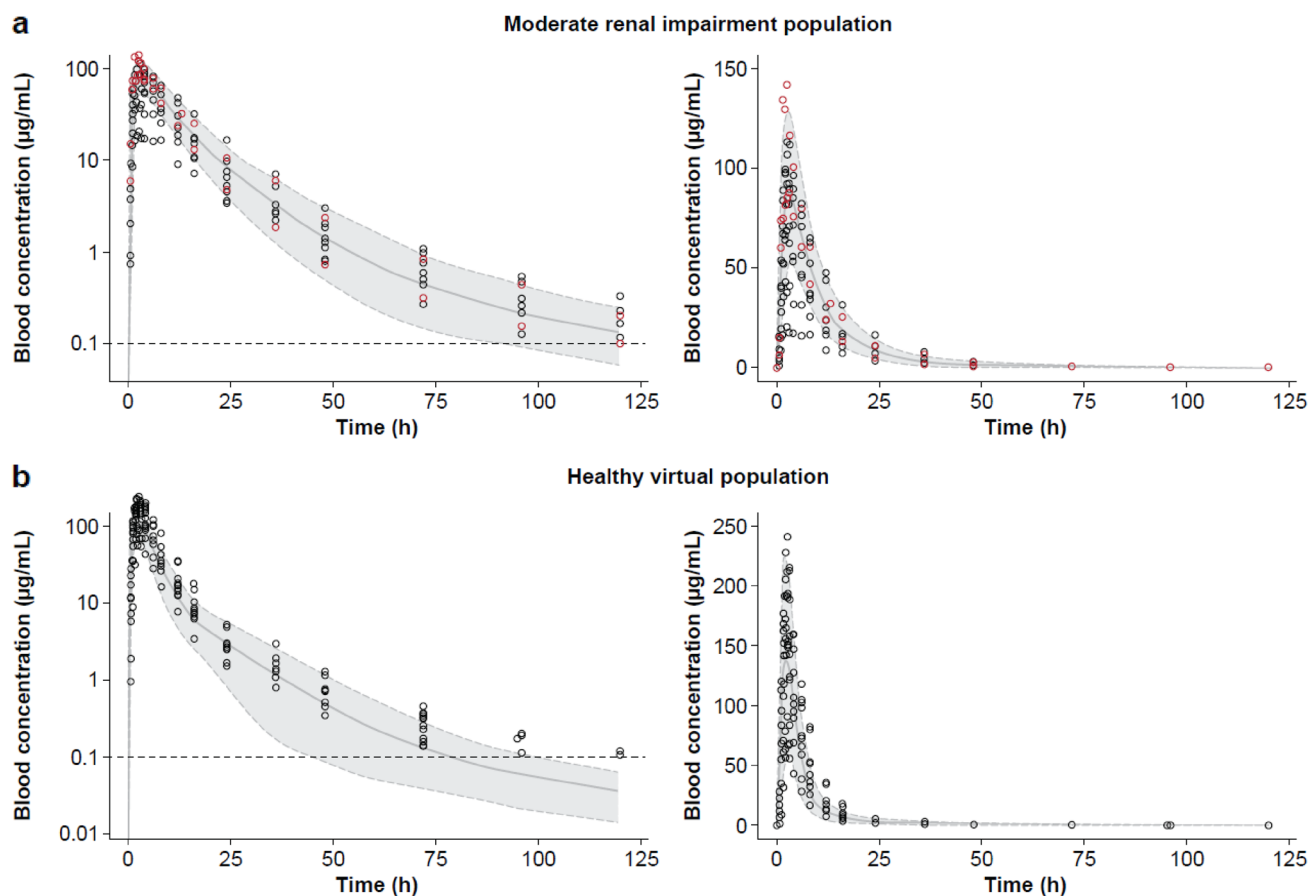 a
Moderate renal impairment population
Blood concentration (µg/mL)
100
10
1
0.1
0 25 50 75 100 125
Time (h)
Blood concentration (µg/mL)
150
100
50
0
0 25 50 75 100 125
Time (h)
b
Healthy virtual population
Blood concentration (µg/mL)
100
10
1
0.1
0.01
0 25 50 75 100 125
Time (h)
Blood concentration (µg/mL)
250
200
150
100
50
0
0 25 50 75 100 125
Time (h)